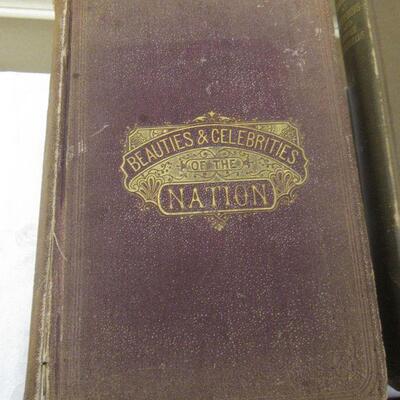 BEAUTIES & CELEBRITIES
OF THE
NATION